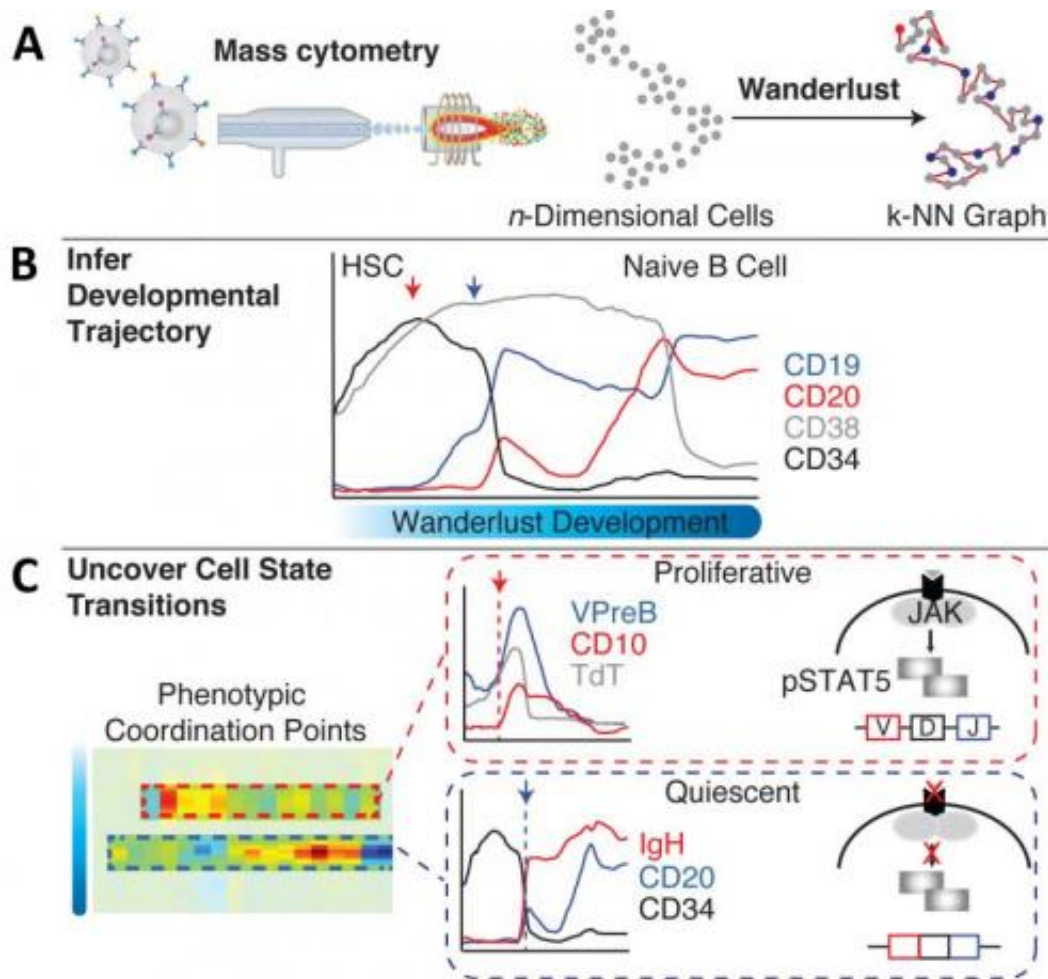 A
Mass cytometry
Wanderlust
n-Dimensional Cells
k-NN Graph
B
Infer
Developmental
Trajectory
HSC
Naive B Cell
CD19
CD20
CD38
CD34
Wanderlust Development
C
Uncover Cell State
Transitions
Phenotypic
Coordination Points
Proliferative
VPreB
CD10
TdT
JAK
pSTAT5
V D J
Quiescent
IgH
CD20
CD34